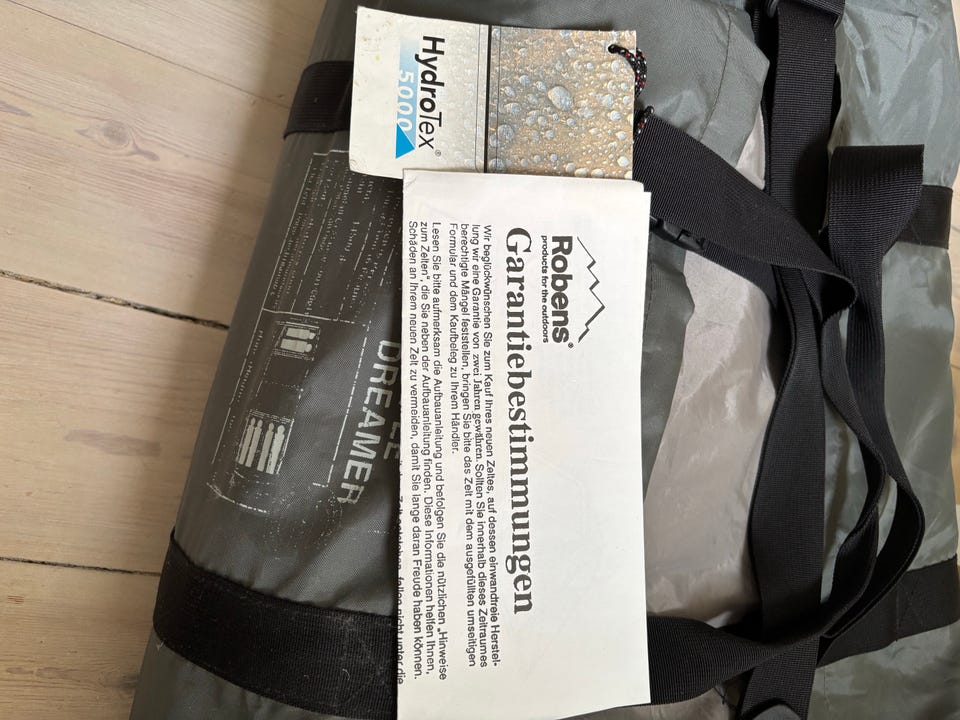 HydroTex®
5000
Robens®
products for the outdoors
Garantiebestimmungen
Wir beglückwünschen Sie zum Kauf Ihres neuen Zeltes, auf dessen einwandfreie Herstel-
lung wir eine Garantie von zwei Jahren gewähren. Sollten Sie innerhalb dieses Zeitraumes
berechtigte Mängel feststellen, bringen Sie bitte das Zelt mit dem ausgefüllten umseitigen
Formular und dem Kaufbeleg zu Ihrem Händler.
Lesen Sie bitte aufmerksam die Aufbauanleitung und befolgen Sie die nützlichen „Hinweise
zum Zelten“, die Sie neben der Aufbauanleitung finden. Diese Informationen helfen Ihnen,
Schäden an Ihrem neuen Zelt zu vermeiden, damit Sie lange daran Freude haben können.
fallen nicht unter die
DREAMER